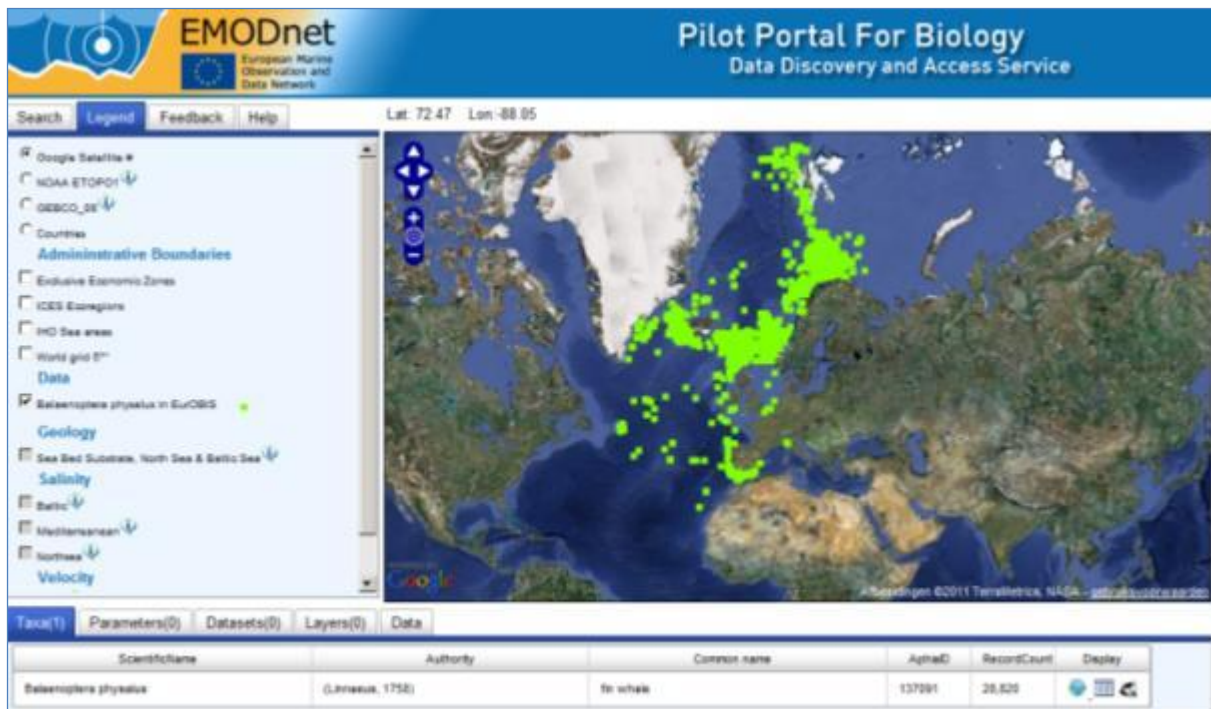 EMODnet
European Marine
Observation and
Data Network
Pilot Portal For Biology
Data Discovery and Access Service
Search Legend Feedback Help
Lat: 72.47 Lon:-88.05
Google Satellite
NOAA ETOPO1
GEBCO_08
Countries
Admininstrative Boundaries
Exclusive Economic Zones
ICES Ecoregions
IHO Sea areas
World grid
Data
Balaenoptera physalus in EurOBIS
Geology
Sea Bed Substrate, North Sea & Baltic Sea
Salinity
Baltic
Mediterranean
Northsea
Velocity
Google
Afbeeldingen ©2011 TerraMetrics, NASA - gebruiksvoorwaarden
Taxa(1) Parameters(0) Datasets(0) Layers(0) Data
ScientificName Authority Common name AphiaID RecordCount Display
Balaenoptera physalus (Linnaeus, 1758) fin whale 137091 28,820